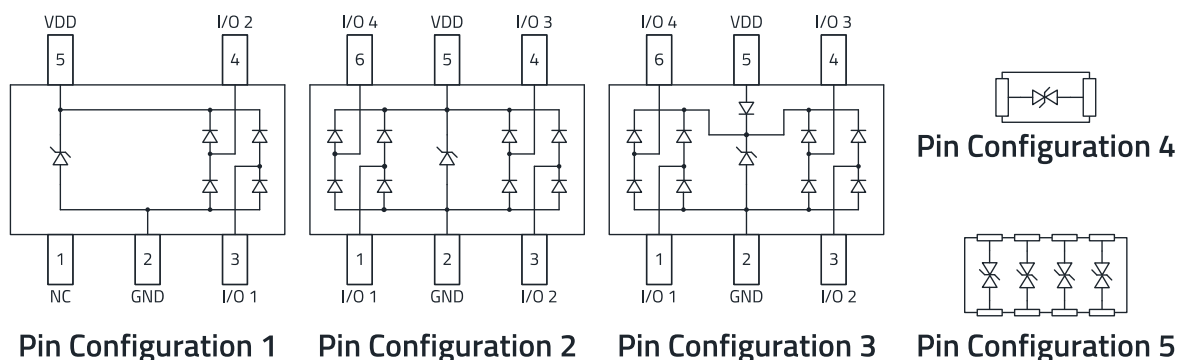 VDD I/O 2
5 4
1 2 3
NC GND I/O 1
Pin Configuration 1
I/O 4 VDD I/O 3
6 5 4
1 2 3
I/O 1 GND I/O 2
Pin Configuration 2
I/O 4 VDD I/O 3
6 5 4
1 2 3
I/O 1 GND I/O 2
Pin Configuration 3
Pin Configuration 4
Pin Configuration 5